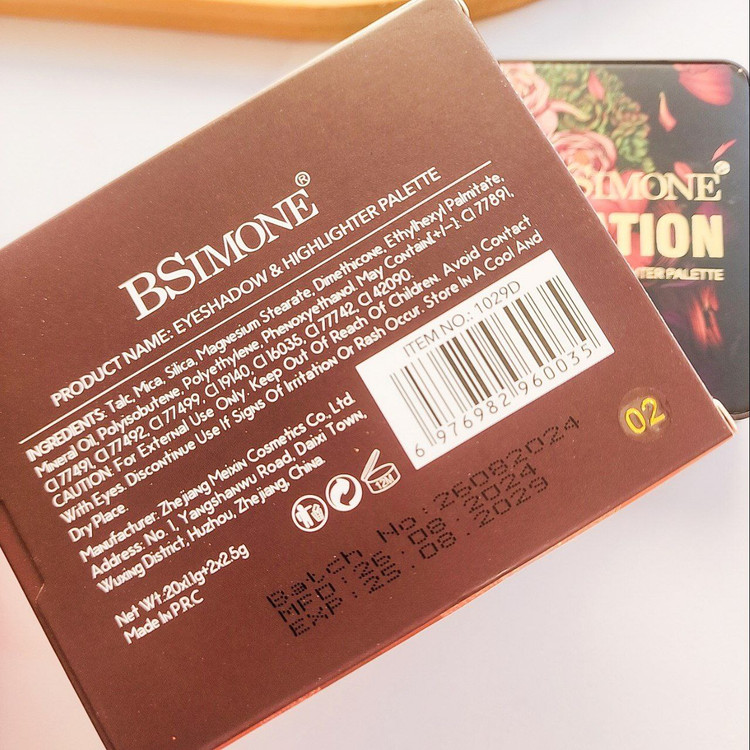 BSIMONE®
PRODUCT NAME: EYESHADOW & HIGHLIGHTER PALETTE
INGREDIENTS: Talc, Mica, Silica, Magnesium Stearate, Dimethicone, Ethylhexyl Palmitate,
Mineral Oil, Polyisobutene, Polyethylene, Phenoxyethanol. May Contain[+/-]: CI 77891,
CI 77491, CI 77492, CI 77499, CI 19140, CI 16035, CI 77742, CI 42090.
CAUTION: For External Use Only. Keep Out Of Reach Of Children. Avoid Contact
With Eyes. Discontinue Use If Signs Of Irritation Or Rash Occur. Store In A Cool And
Dry Place.
Manufacturer: Zhejiang Meixin Cosmetics Co., Ltd.
Address: No. 1, Yangshanwu Road, Daixi Town,
Wuxing District, Huzhou, Zhejiang, China
Net Wt.:20x1.1g+2x2.5g
Made In P.R.C
12M
ITEM NO.: 1029D
6 976982 960035
02
Batch No.:26082024
MFD:26.08.2024
EXP:25.08.2029
SIMONE®
TION
TER PALETTE